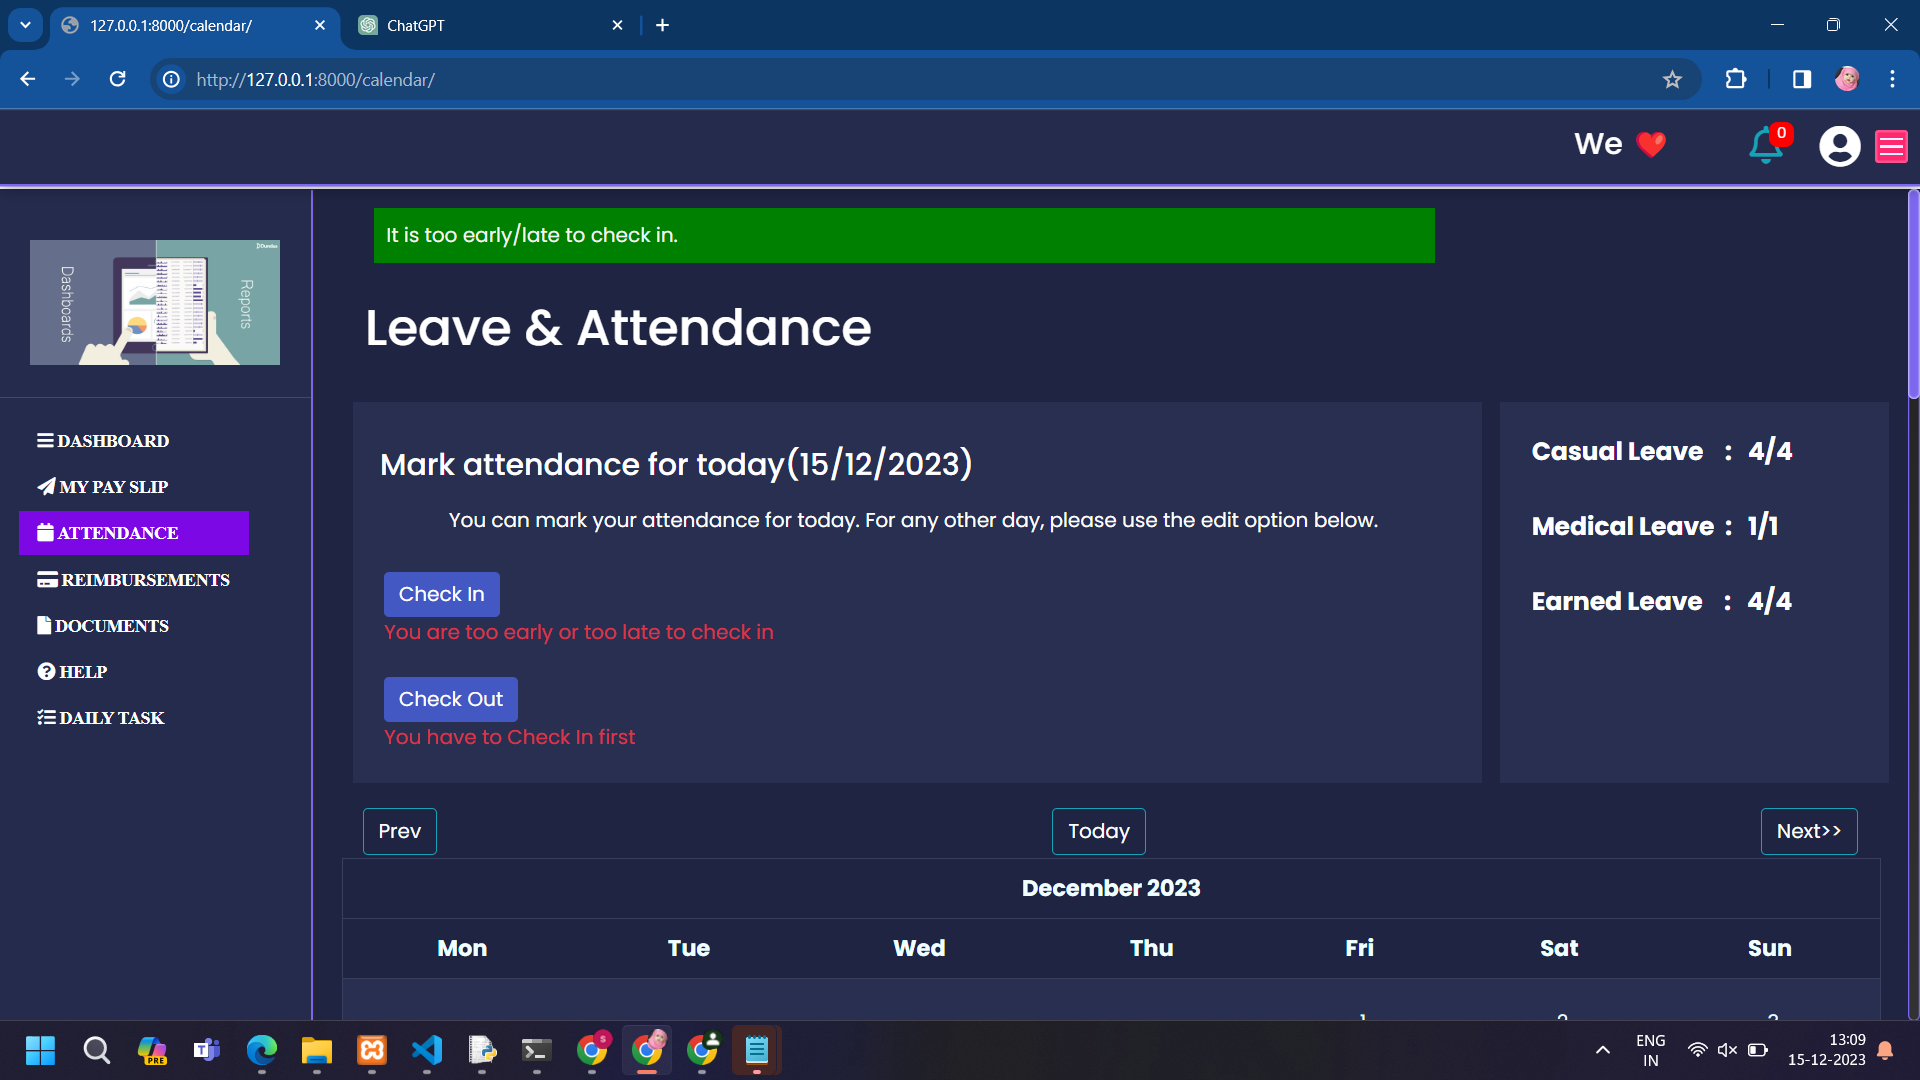 127.0.0.1:8000/calendar/
ChatGPT
http://127.0.0.1:8000/calendar/
We ❤️
0
It is too early/late to check in.
Dundas
Dashboards
Reports
Leave & Attendance
DASHBOARD
MY PAY SLIP
ATTENDANCE
REIMBURSEMENTS
DOCUMENTS
HELP
DAILY TASK
Mark attendance for today(15/12/2023)
You can mark your attendance for today. For any other day, please use the edit option below.
Check In
You are too early or too late to check in
Check Out
You have to Check In first
Casual Leave : 4/4
Medical Leave : 1/1
Earned Leave : 4/4
Prev
Today
Next>>
December 2023
Mon Tue Wed Thu Fri Sat Sun
1 2 3
PRE
S
ENG
IN
13:09
15-12-2023